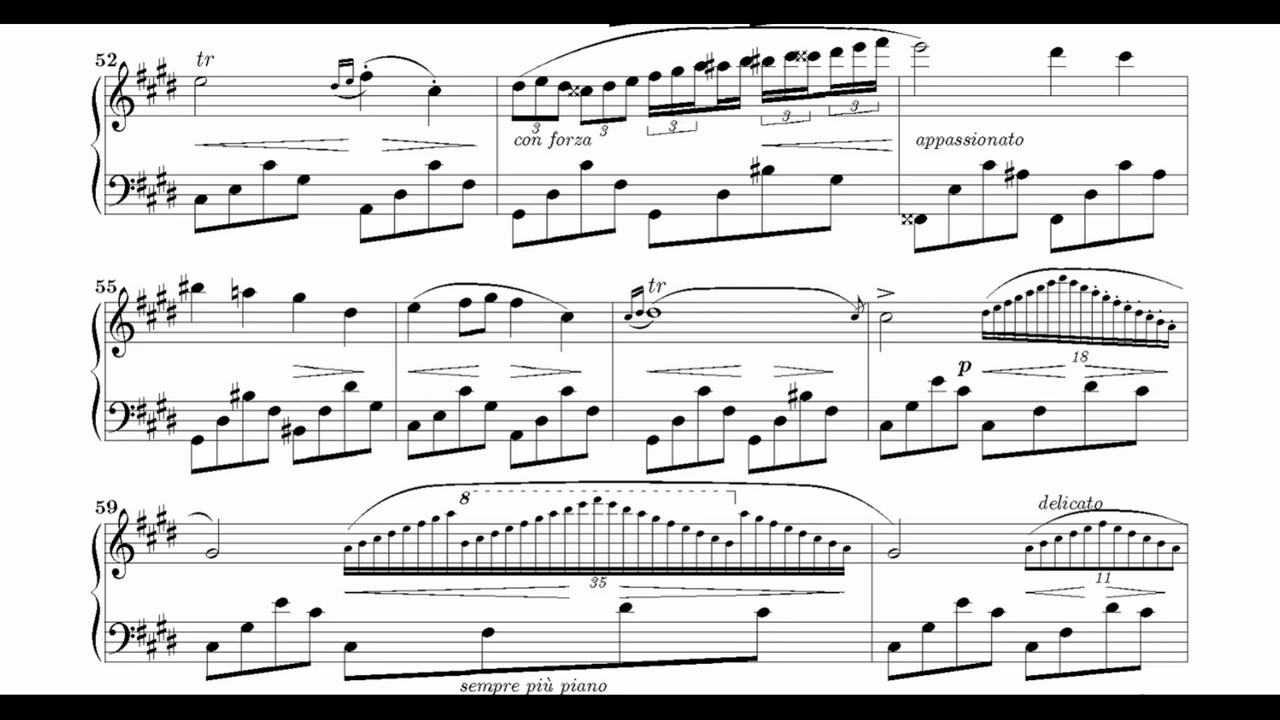 52
tr
3
3
3
3
3
con forza
appassionato
55
tr
p
18
59
8
delicato
35
11
sempre più piano